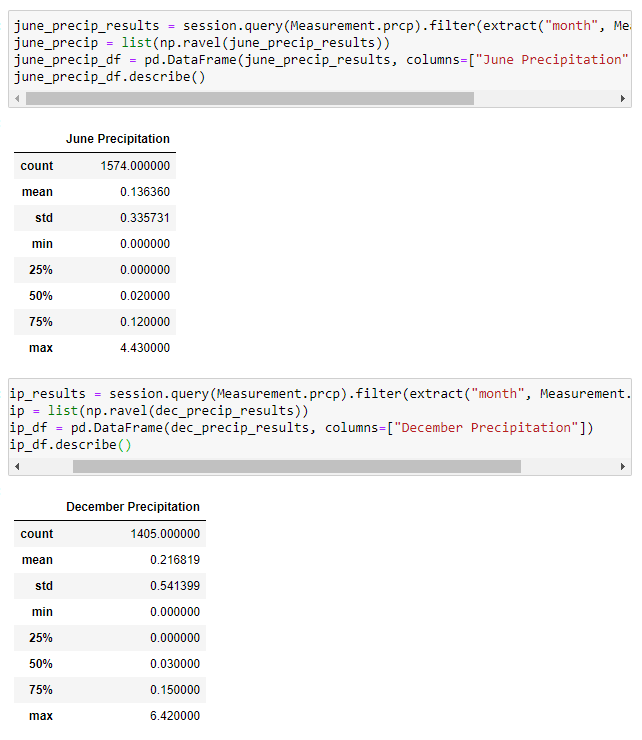 june_precip_results = session.query(Measurement.prcp).filter(extract("month", Me
june_precip = list(np.ravel(june_precip_results))
june_precip_df = pd.DataFrame(june_precip_results, columns=["June Precipitation"
june_precip_df.describe()
June Precipitation
count 1574.000000
mean 0.136360
std 0.335731
min 0.000000
25% 0.000000
50% 0.020000
75% 0.120000
max 4.430000
ip_results = session.query(Measurement.prcp).filter(extract("month", Measurement.
ip = list(np.ravel(dec_precip_results))
ip_df = pd.DataFrame(dec_precip_results, columns=["December Precipitation"])
ip_df.describe()
December Precipitation
count 1405.000000
mean 0.216819
std 0.541399
min 0.000000
25% 0.000000
50% 0.030000
75% 0.150000
max 6.420000